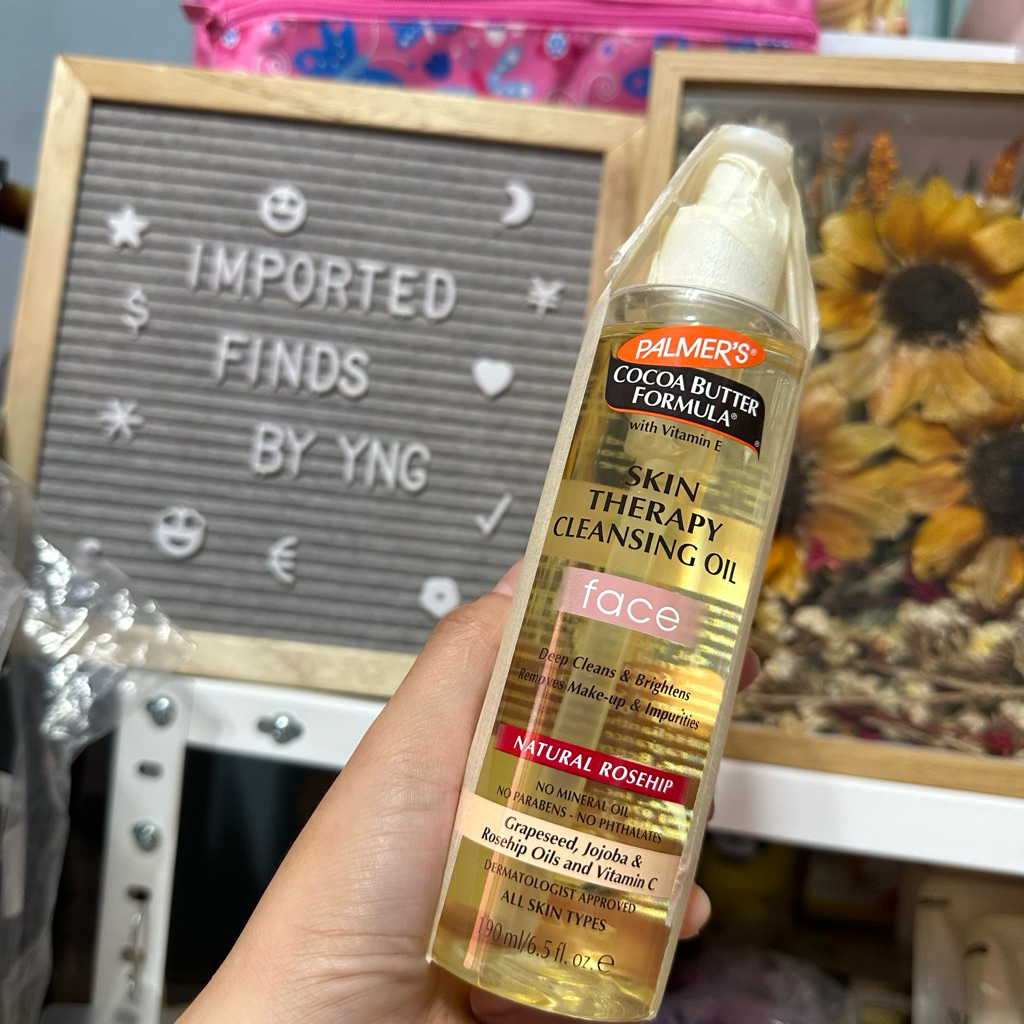 IMPORTED
FINDS
BY YNG
$
¥
€
PALMER'S®
COCOA BUTTER
FORMULA®
with Vitamin E
SKIN
THERAPY
CLEANSING OIL
face
Deep Cleans & Brightens
Removes Make-up & Impurities
NATURAL ROSEHIP
NO MINERAL OIL
NO PARABENS - NO PHTHALATES
Grapeseed, Jojoba &
Rosehip Oils and Vitamin C
DERMATOLOGIST APPROVED
ALL SKIN TYPES
190 ml/6.5 fl. oz. ℮